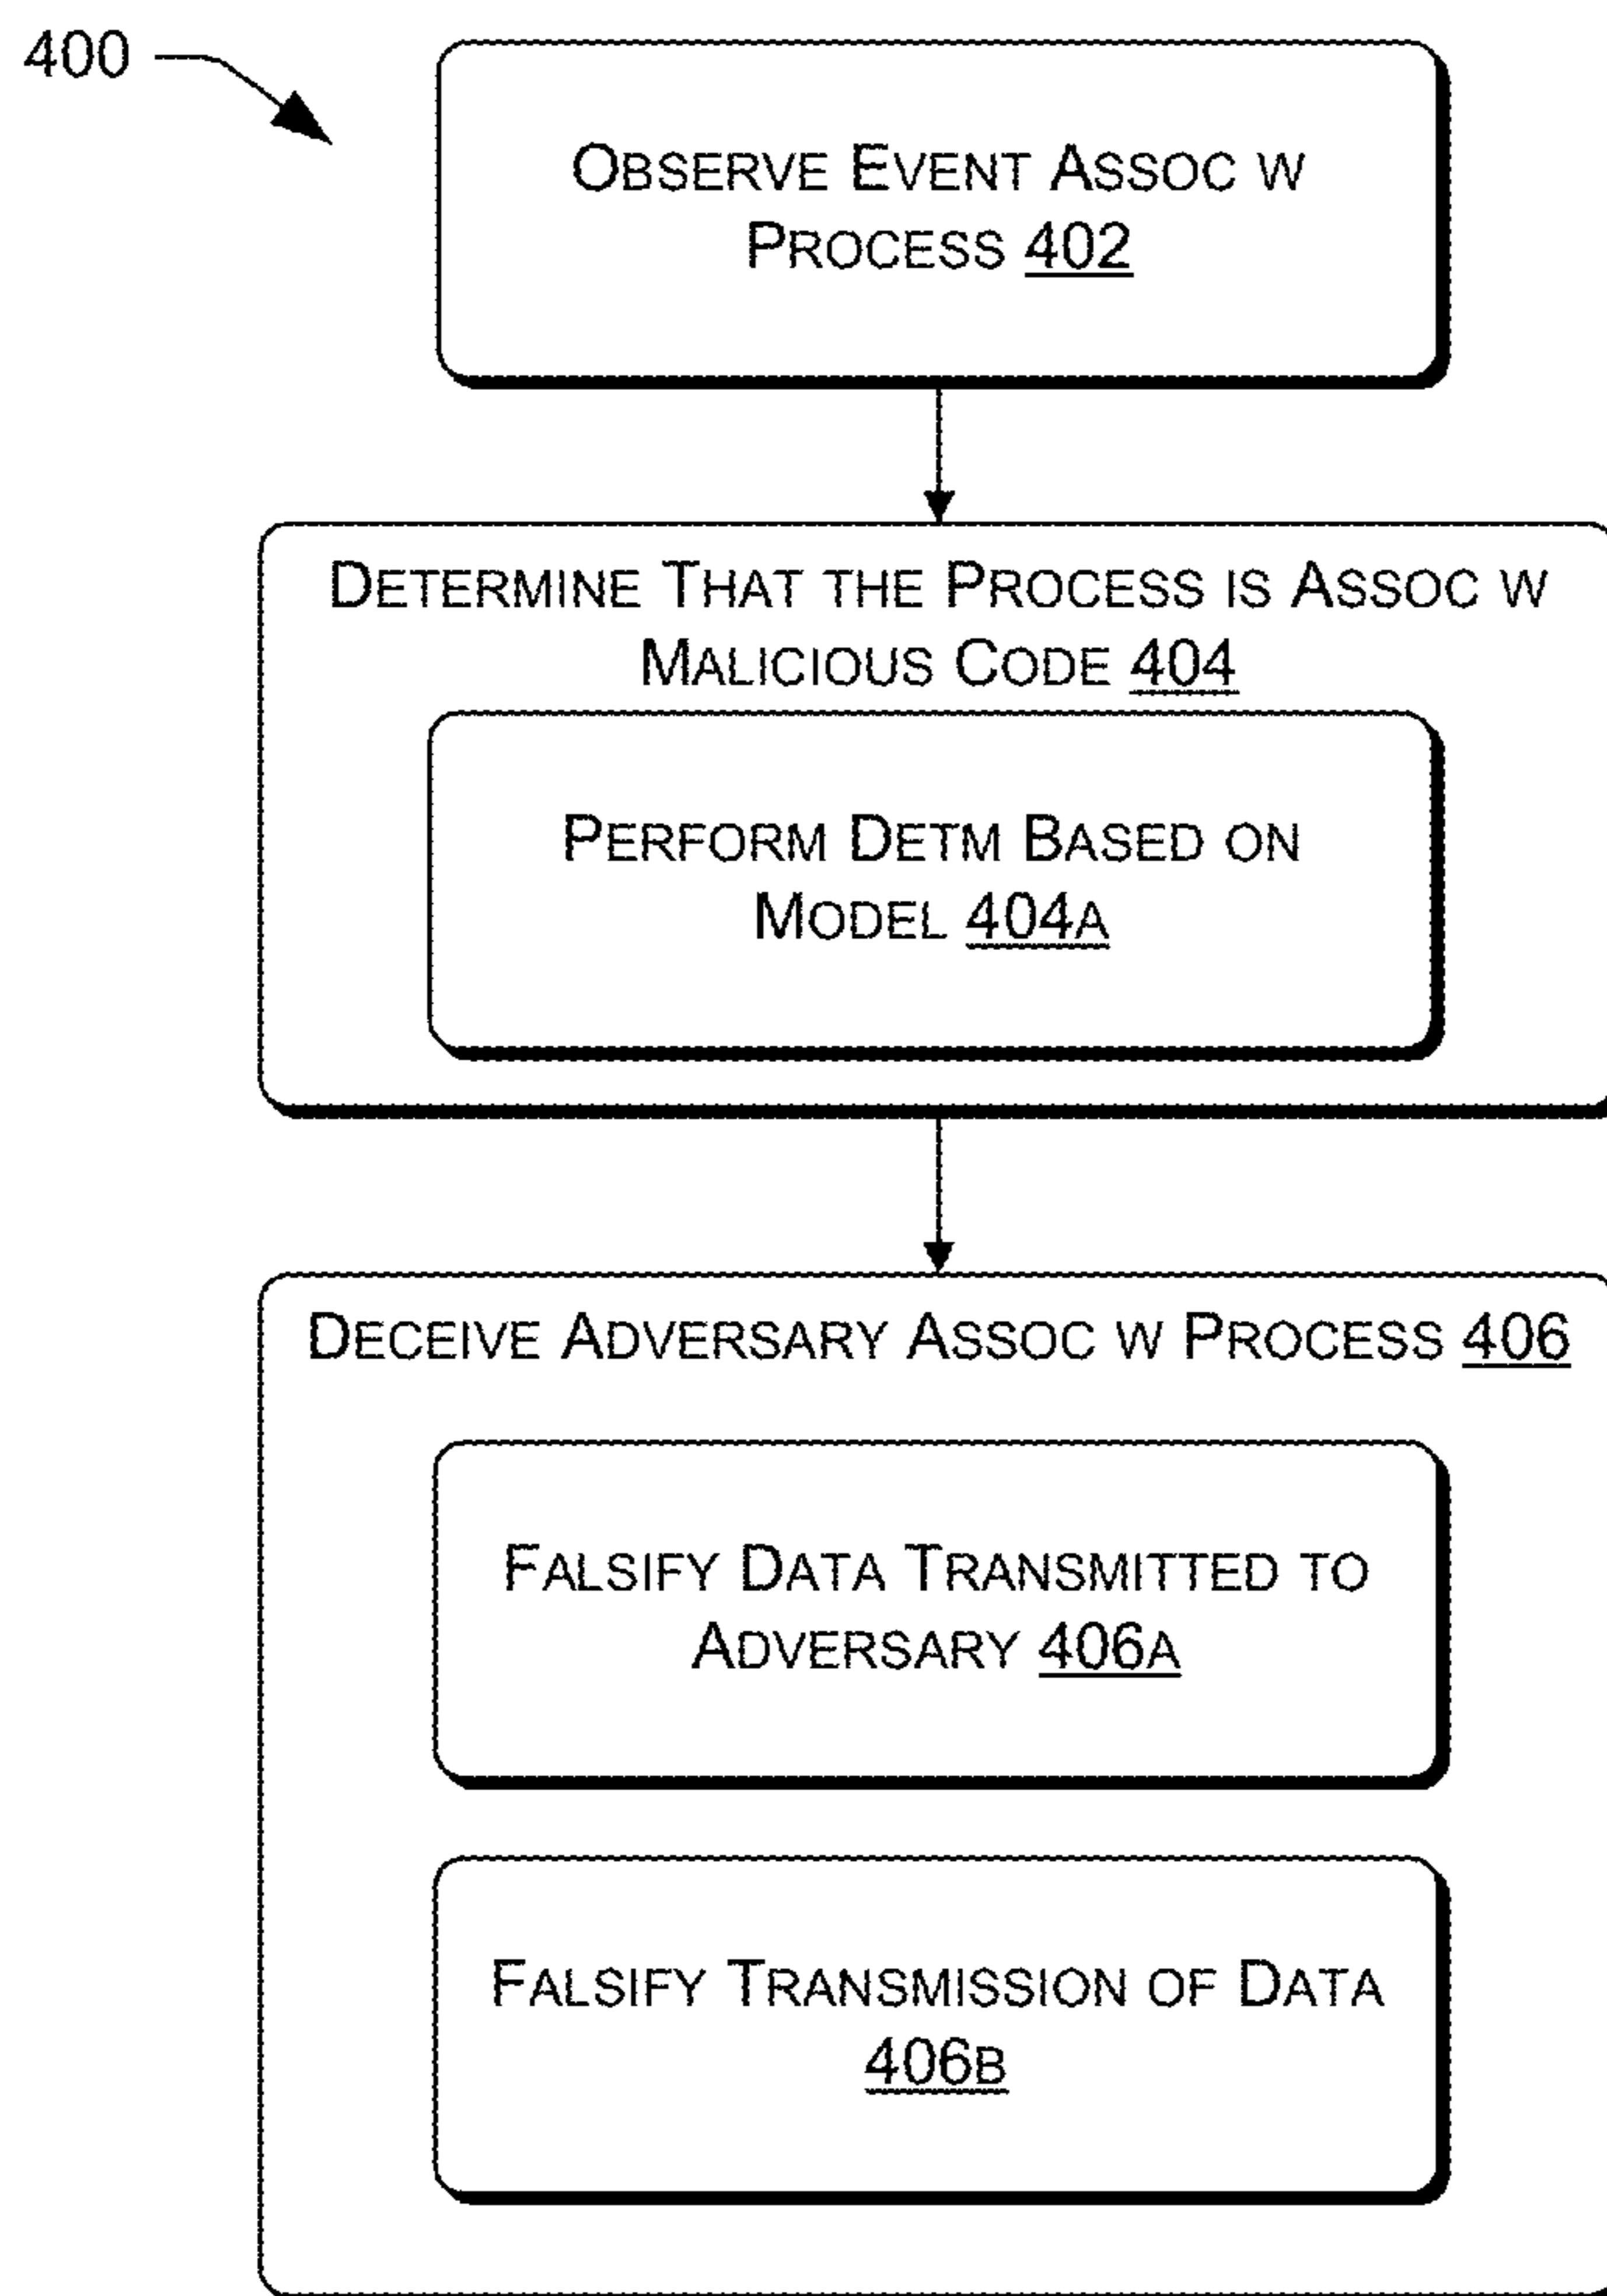 400
OBSERVE EVENT ASSOC W
PROCESS 402
DETERMINE THAT THE PROCESS IS ASSOC W
MALICIOUS CODE 404
PERFORM DETM BASED ON
MODEL 404A
DECEIVE ADVERSARY ASSOC W PROCESS 406
FALSIFY DATA TRANSMITTED TO
ADVERSARY 406A
FALSIFY TRANSMISSION OF DATA
406B